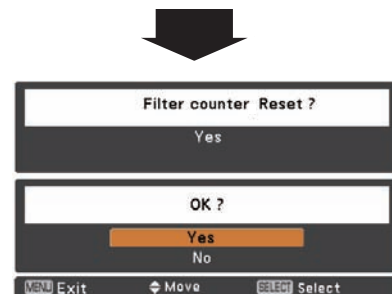 Filter counter Reset ?
Yes
OK ?
Yes
No
MENU Exit Move SELECT Select